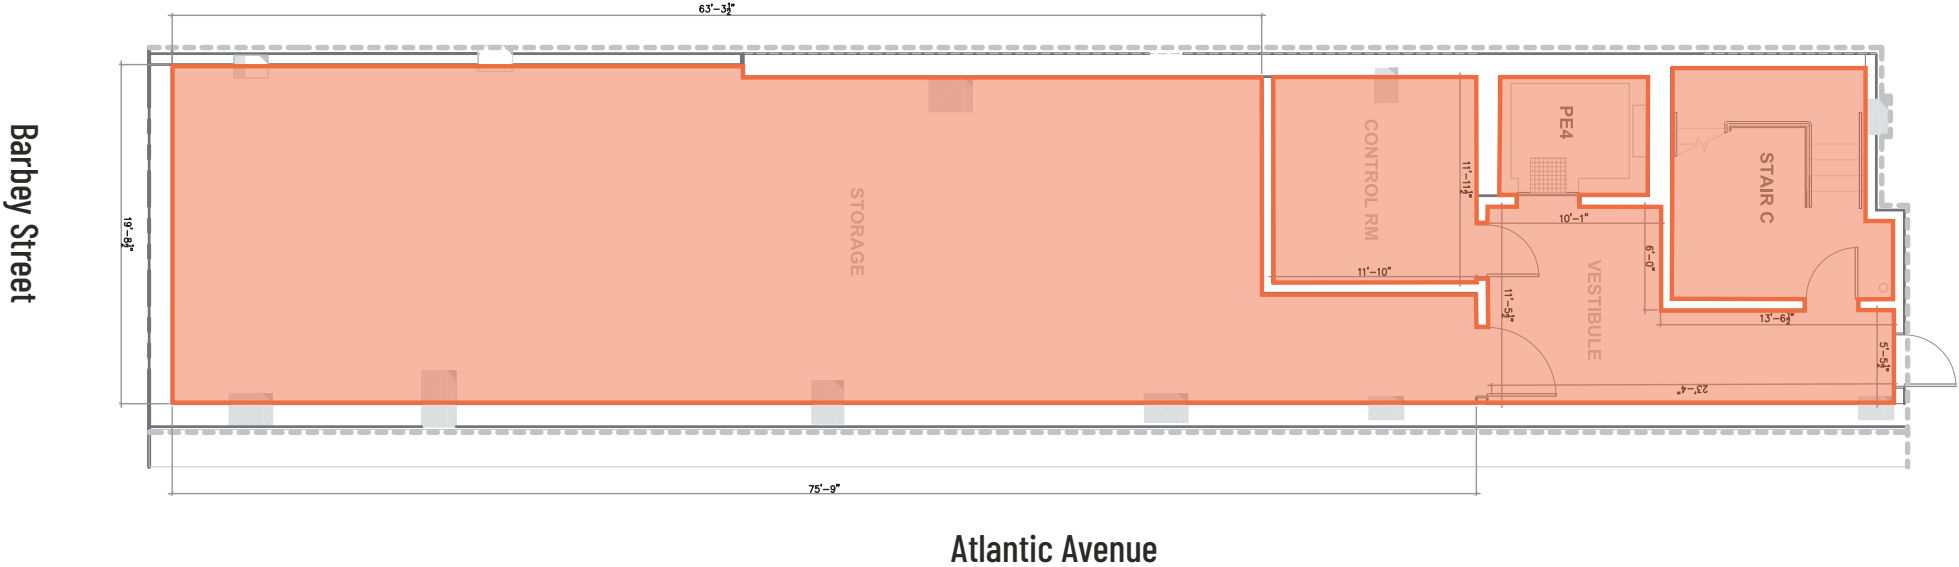 63'-3½"
Barbey Street
19'-8½"
STORAGE
CONTROL RM
11'-11½"
11'-10"
PE4
10'-1"
STAIR C
6'-0"
VESTIBULE
11'-5½"
13'-6½"
5'-5½"
23'-4"
75'-9"
Atlantic Avenue